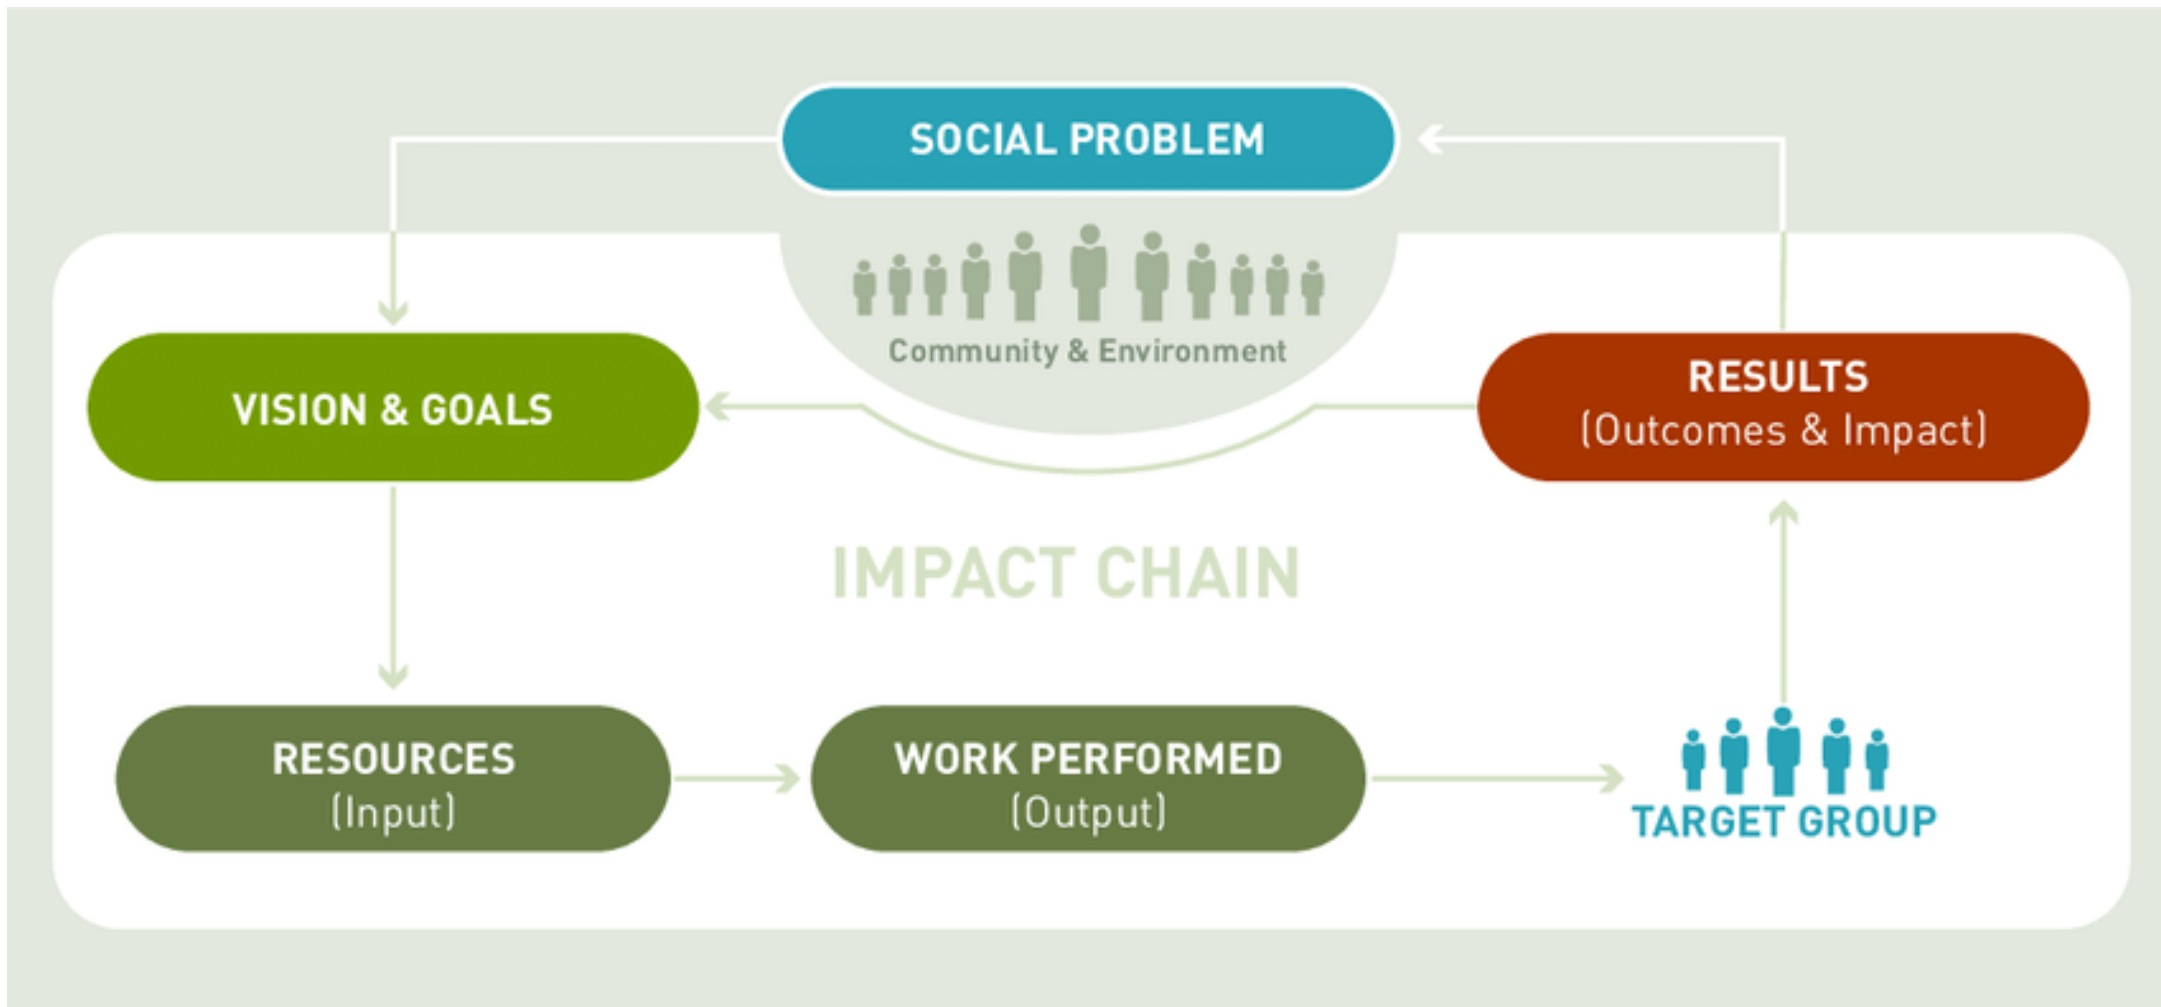 SOCIAL PROBLEM
Community & Environment
VISION & GOALS
RESULTS
(Outcomes & Impact)
IMPACT CHAIN
RESOURCES
(Input)
WORK PERFORMED
(Output)
TARGET GROUP